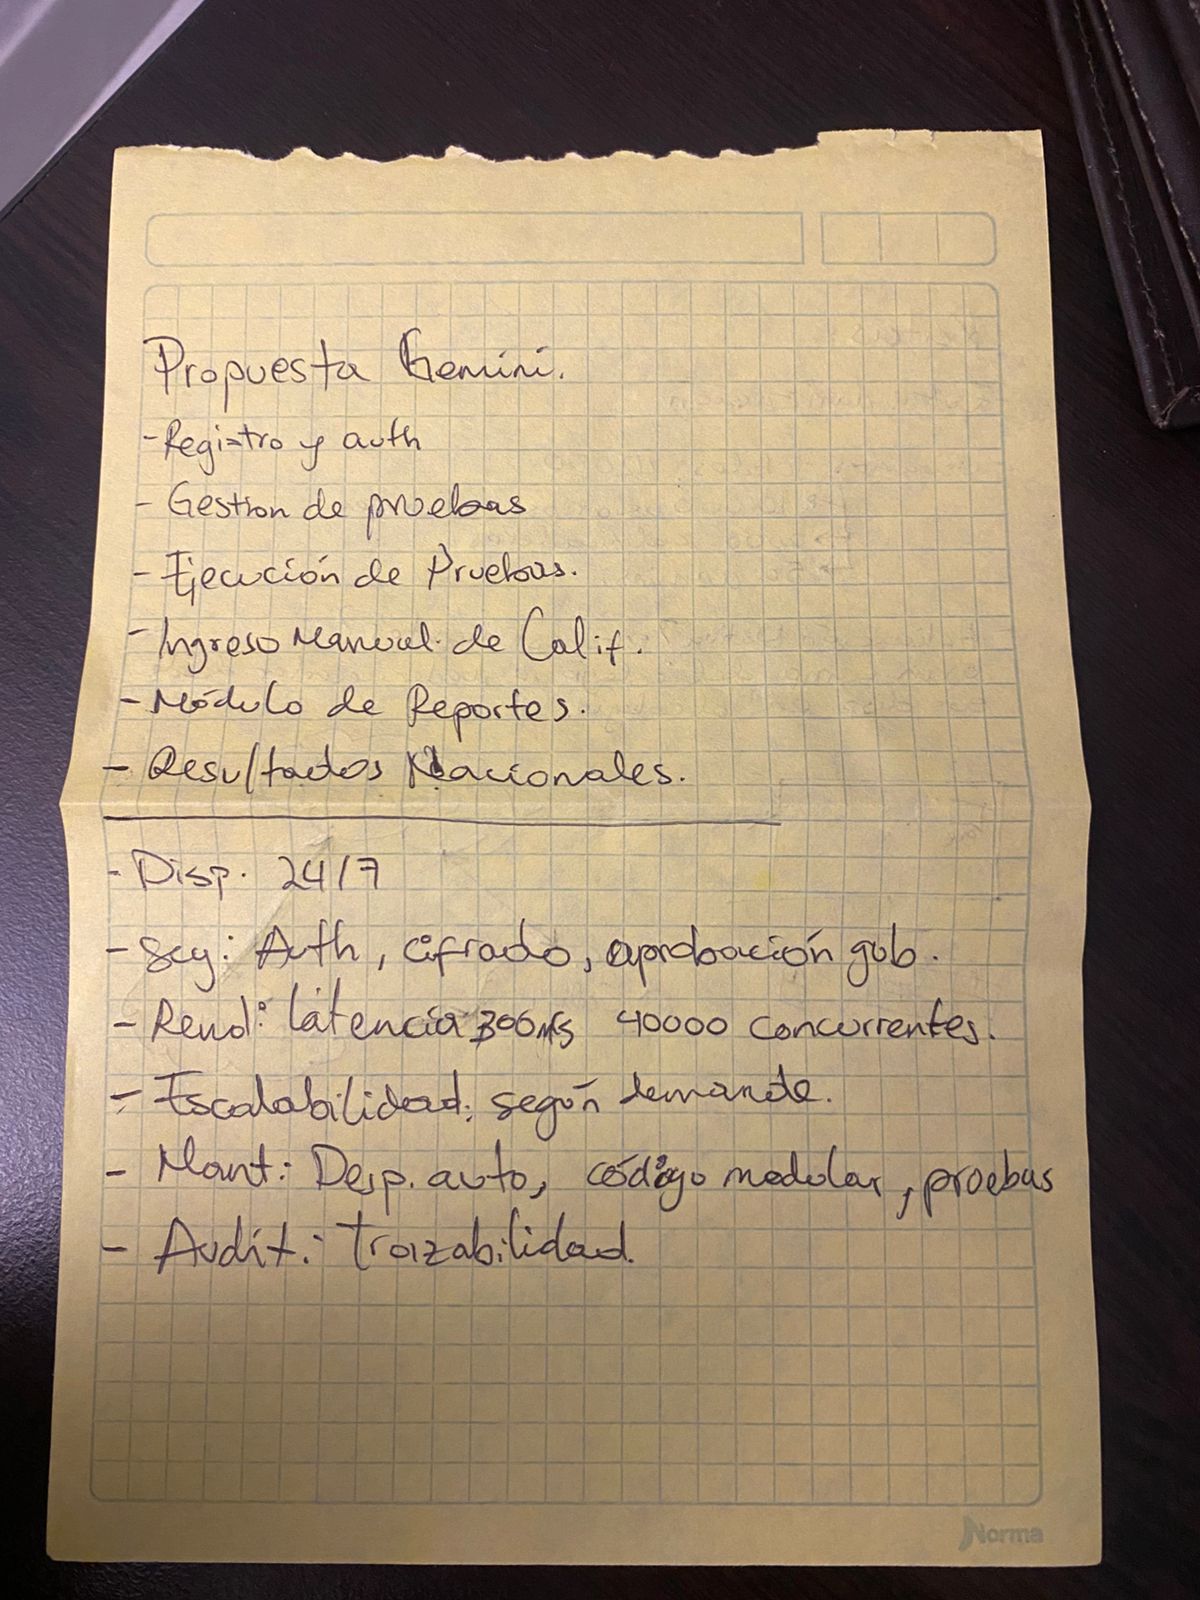 Propuesta Gemini.
- Registro y auth
- Gestion de pruebas
- Ejecución de Pruebas.
- Ingreso Manual de Calif.
- Módulo de Reportes.
- Resultados Nacionales.
- Disp. 24/7
- Seg: Auth, cifrado, aprobación gob.
- Rend: látencia 300ms 40000 concurrentes.
- Escalabilidad: según demanda.
- Mant: Desp. auto, código modular, pruebas
- Audit.: Trazabilidad.
Norma